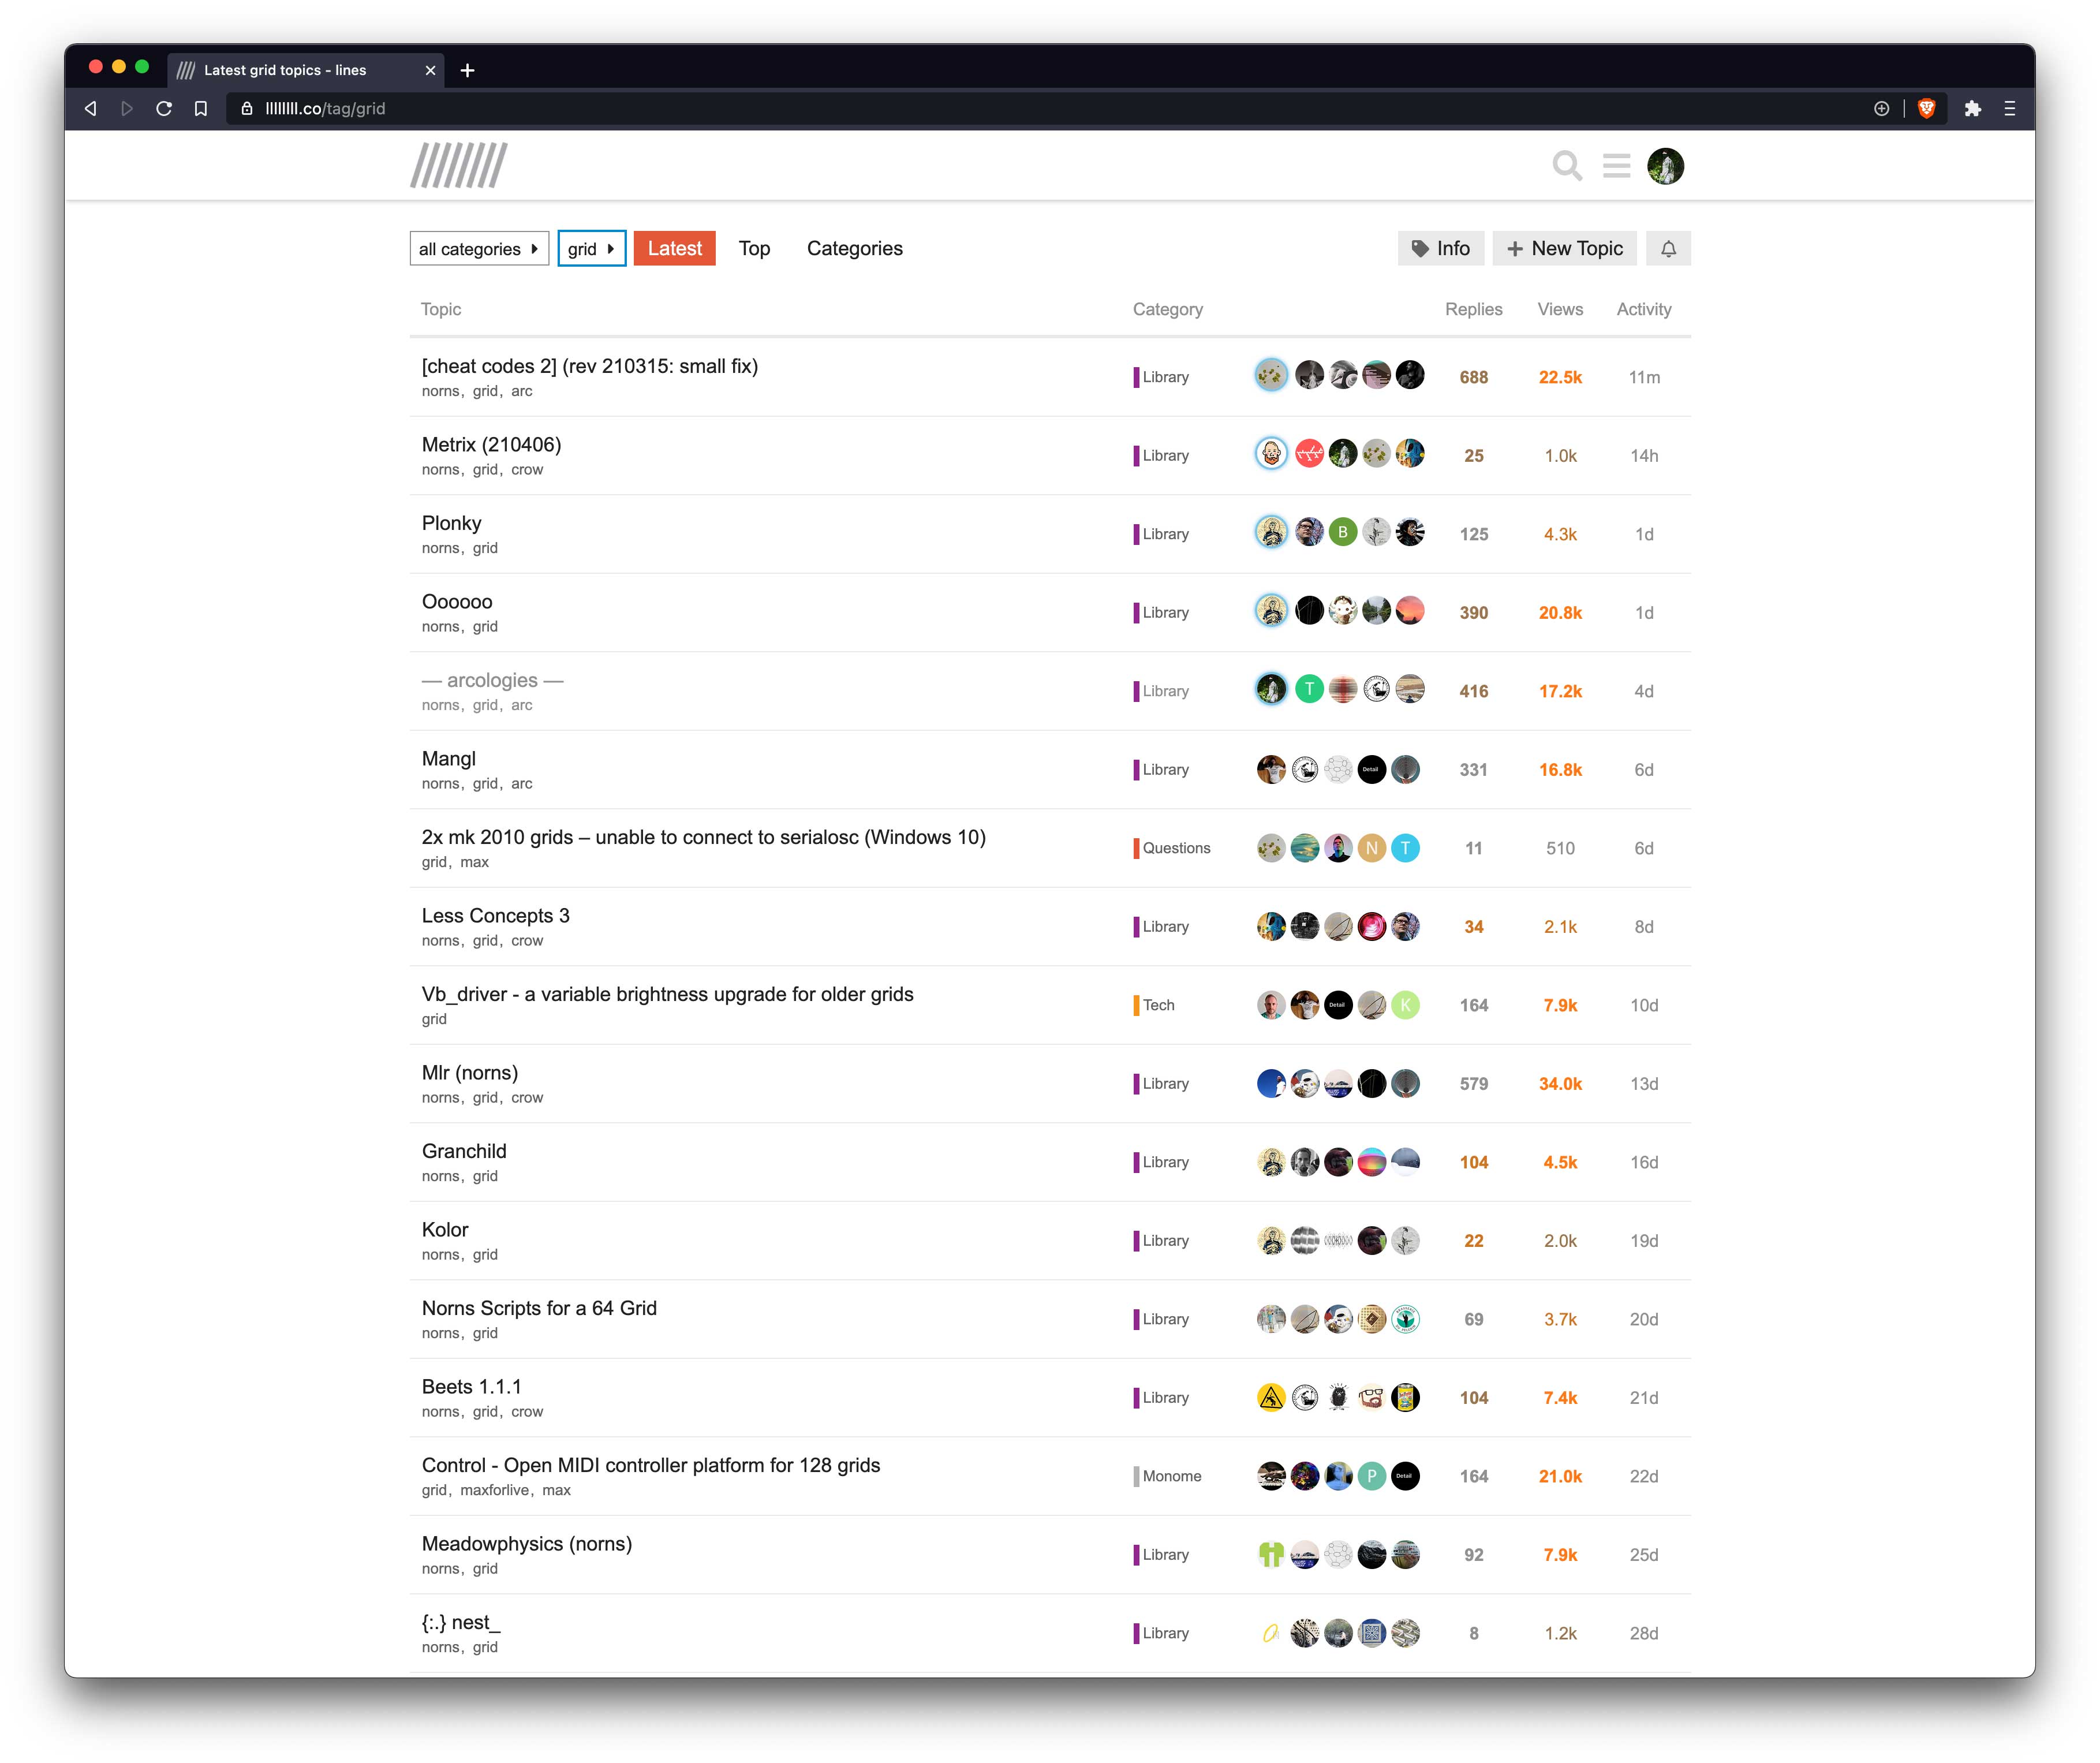 Latest grid topics - lines
llllllll.co/tag/grid
all categories grid Latest Top Categories Info New Topic
Topic Category Replies Views Activity
[cheat codes 2] (rev 210315: small fix)
norns, grid, arc
Library 688 22.5k 11m
Metrix (210406)
norns, grid, crow
Library 25 1.0k 14h
Plonky
norns, grid
Library B 125 4.3k 1d
Oooooo
norns, grid
Library 390 20.8k 1d
— arcologies —
norns, grid, arc
Library T 416 17.2k 4d
Mangl
norns, grid, arc
Library Detail 331 16.8k 6d
2x mk 2010 grids – unable to connect to serialosc (Windows 10)
grid, max
Questions N T 11 510 6d
Less Concepts 3
norns, grid, crow
Library 34 2.1k 8d
Vb_driver - a variable brightness upgrade for older grids
grid
Tech Detail K 164 7.9k 10d
Mlr (norns)
norns, grid, crow
Library 579 34.0k 13d
Granchild
norns, grid
Library 104 4.5k 16d
Kolor
norns, grid
Library 22 2.0k 19d
Norns Scripts for a 64 Grid
norns, grid
Library 69 3.7k 20d
Beets 1.1.1
norns, grid, crow
Library 104 7.4k 21d
Control - Open MIDI controller platform for 128 grids
grid, maxforlive, max
Monome P Detail 164 21.0k 22d
Meadowphysics (norns)
norns, grid
Library 92 7.9k 25d
{:.} nest_
norns, grid
Library 8 1.2k 28d